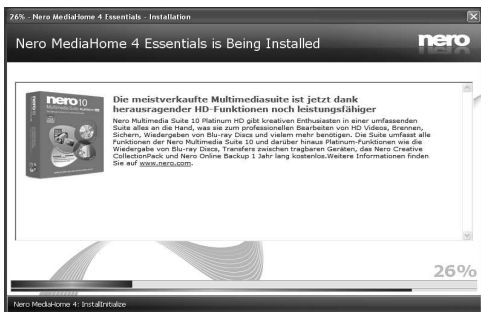 26% - Nero MediaHome 4 Essentials - Installation
Nero MediaHome 4 Essentials is Being Installed
nero
nero 10
Die meistverkaufte Multimediasuite ist jetzt dank
herausragender HD-Funktionen noch leistungsfähiger
Nero Multimedia Suite 10 Platinum HD gibt kreativen Enthusiasten in einer umfassenden
Suite alles an die Hand, was sie zum professionellen Bearbeiten von HD Videos, Brennen,
Sichern, Wiedergeben von Blu-ray Discs und vielem mehr benötigen. Die Suite umfasst alle
Funktionen der Nero Multimedia Suite 10 und darüber hinaus Platinum-Funktionen wie die
Wiedergabe von Blu-ray Discs, Transfers zwischen tragbaren Geräten, das Nero Creative
CollectionPack und Nero Online Backup 1 Jahr lang kostenlos.Weitere Informationen finden
Sie auf www.nero.com.
26%
Nero MediaHome 4: InstallInitialize